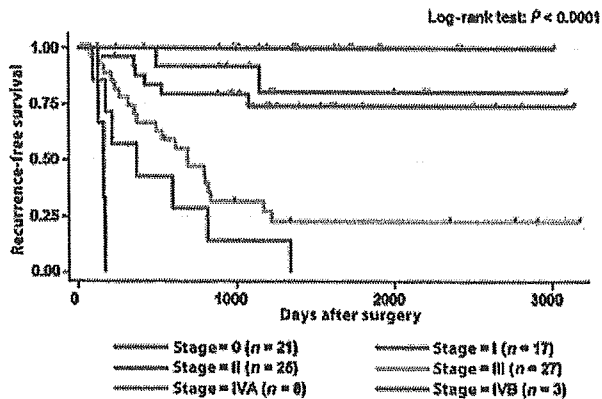 Log-rank test: P < 0.0001
Recurrence-free survival
1.00
0.75
0.50
0.25
0.00
0 1000 2000 3000
Days after surgery
Stage = 0 (n = 21) Stage = I (n = 17)
Stage = II (n = 25) Stage = III (n = 27)
Stage = IVA (n = 8) Stage = IVB (n = 3)